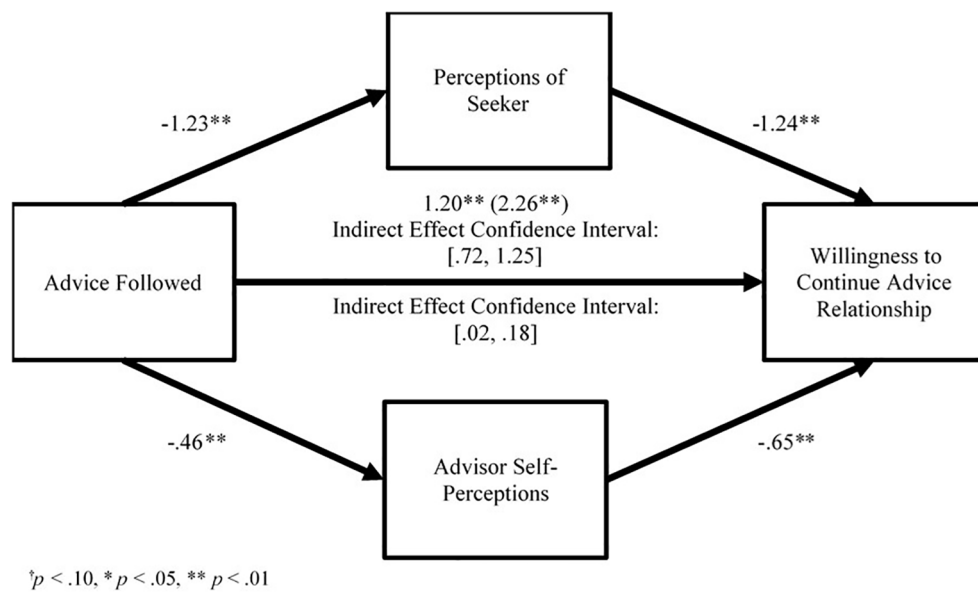 Perceptions of
Seeker
-1.23**
-1.24**
1.20** (2.26**)
Indirect Effect Confidence Interval:
[.72, 1.25]
Advice Followed
Willingness to
Continue Advice
Relationship
Indirect Effect Confidence Interval:
[.02, .18]
-.46**
-.65**
Advisor Self-
Perceptions
†p < .10, * p < .05, ** p < .01